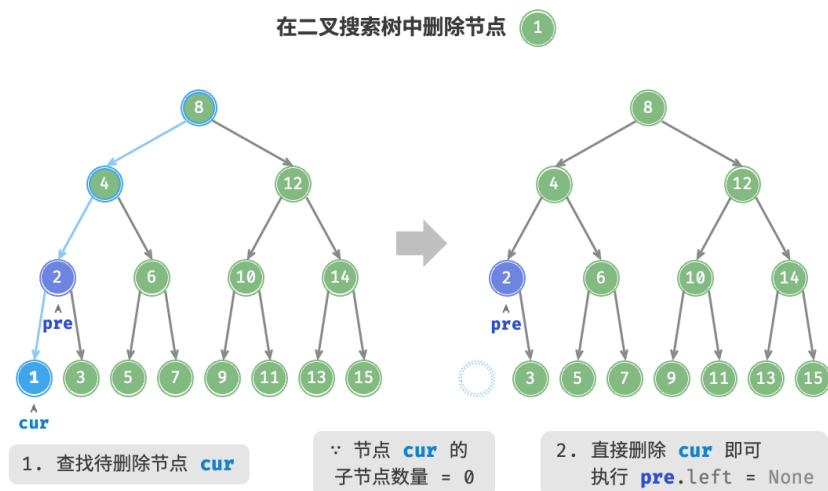 在二叉搜索树中删除节点 1
8 8
4 12 4 12
2 6 10 14 2 6 10 14
^ ^
pre pre
1 3 5 7 9 11 13 15 3 5 7 9 11 13 15
^
cur
1. 查找待删除节点 cur
∵ 节点 cur 的
子节点数量 = 0
2. 直接删除 cur 即可
执行 pre.left = None